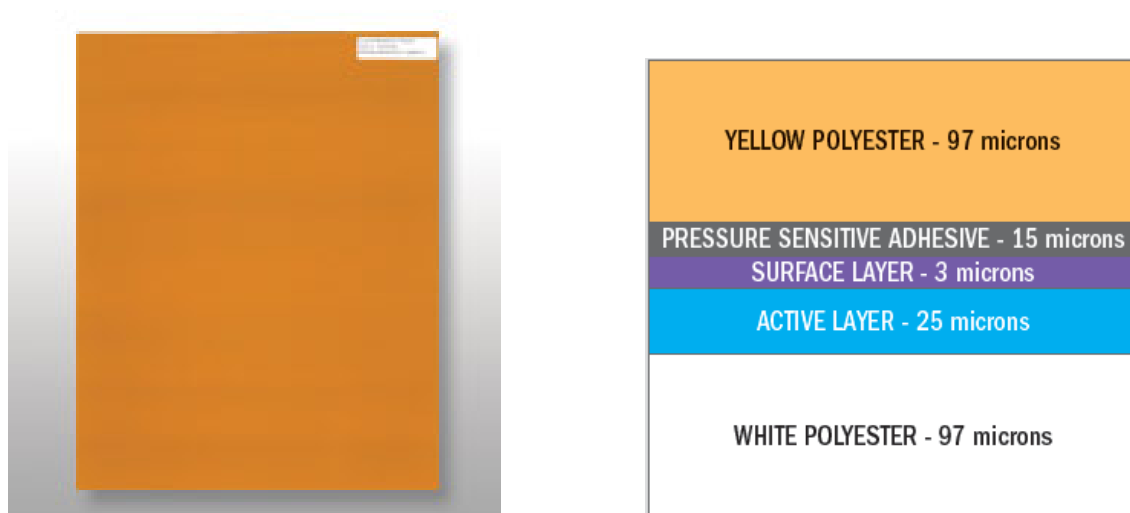 YELLOW POLYESTER - 97 microns
PRESSURE SENSITIVE ADHESIVE - 15 microns
SURFACE LAYER - 3 microns
ACTIVE LAYER - 25 microns
WHITE POLYESTER - 97 microns